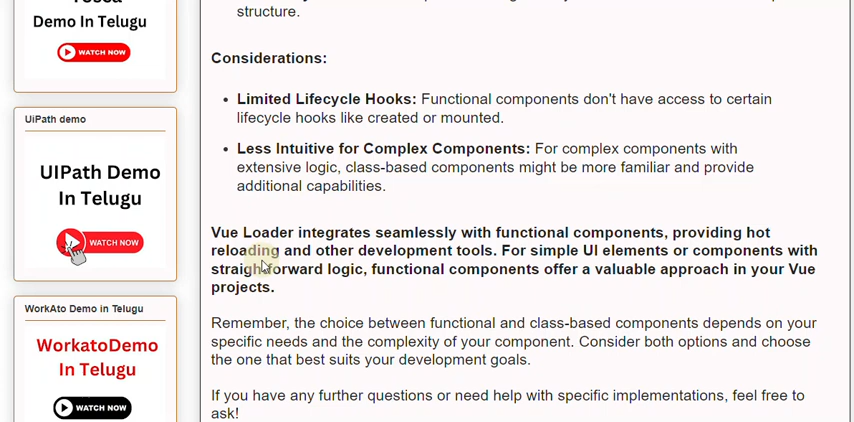 Demo In Telugu
WATCH NOW
UiPath demo
UIPath Demo
In Telugu
WATCH NOW
WorkAto Demo in Telugu
WorkatoDemo
In Telugu
WATCH NOW
structure.
Considerations:
• Limited Lifecycle Hooks: Functional components don't have access to certain
lifecycle hooks like created or mounted.
• Less Intuitive for Complex Components: For complex components with
extensive logic, class-based components might be more familiar and provide
additional capabilities.
Vue Loader integrates seamlessly with functional components, providing hot
reloading and other development tools. For simple UI elements or components with
straightforward logic, functional components offer a valuable approach in your Vue
projects.
Remember, the choice between functional and class-based components depends on your
specific needs and the complexity of your component. Consider both options and choose
the one that best suits your development goals.
If you have any further questions or need help with specific implementations, feel free to
ask!